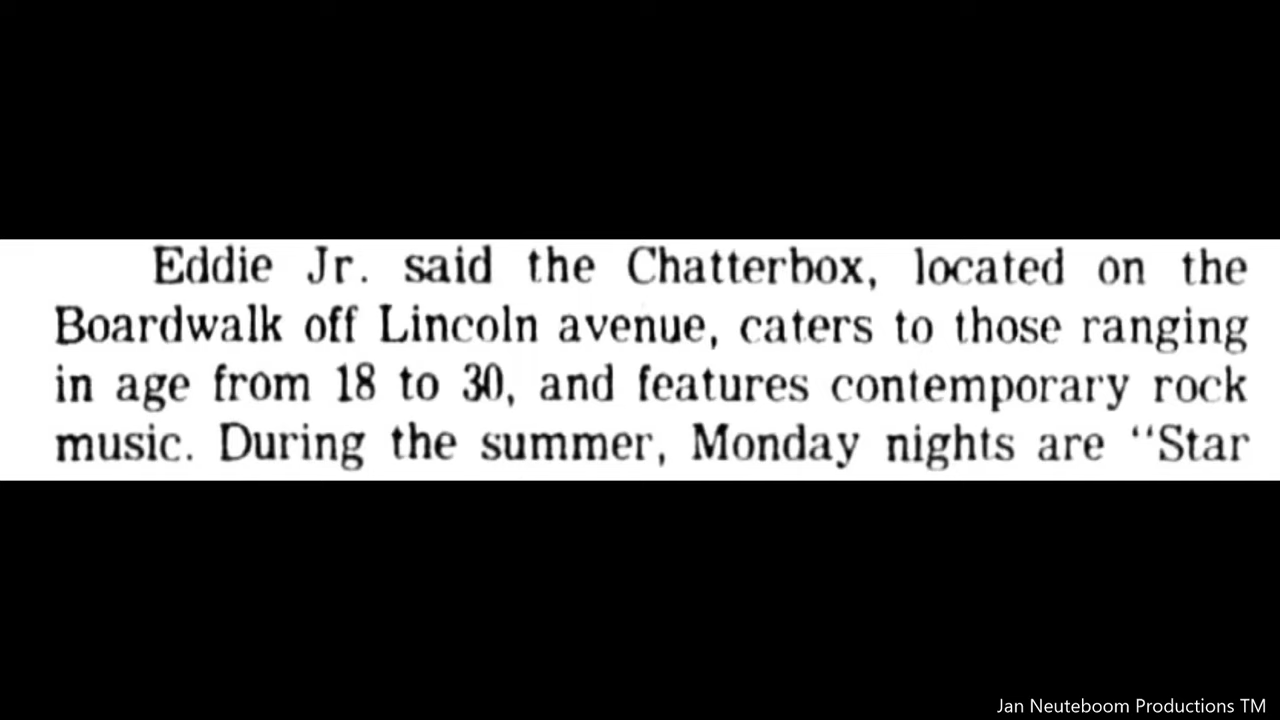 Eddie Jr. said the Chatterbox, located on the
Boardwalk off Lincoln avenue, caters to those ranging
in age from 18 to 30, and features contemporary rock
music. During the summer, Monday nights are “Star
Jan Neuteboom Productions TM